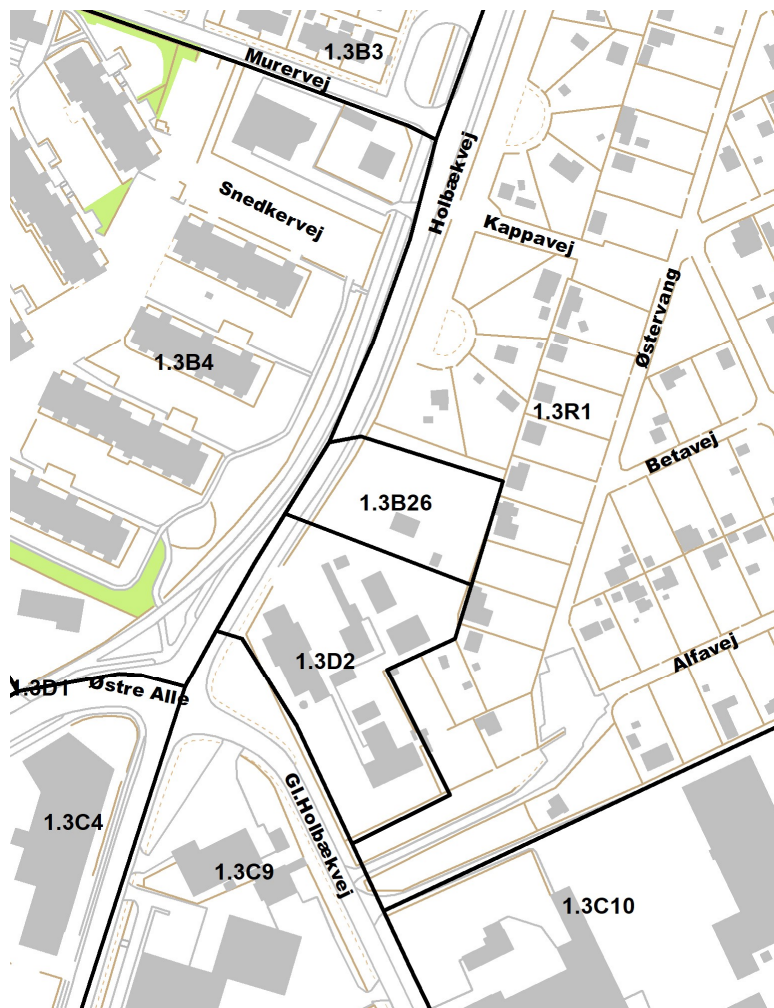 1.3B3
Murervej
Holbækvej
Snedkervej
Kappavej
Østervang
1.3B4
1.3R1
Betavej
1.3B26
1.3D2
Alfavej
1.3D1
Østre Alle
Gl.Holbækvej
1.3C4
1.3C9
1.3C10